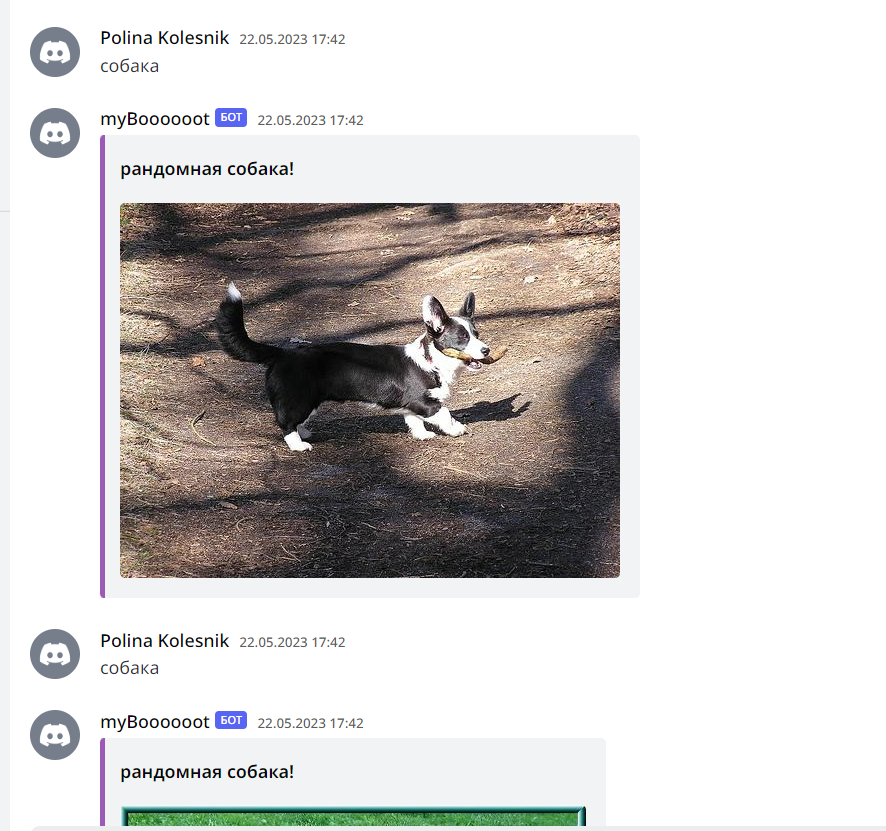 Polina Kolesnik 22.05.2023 17:42
собака
myBoooooot БОТ 22.05.2023 17:42
рандомная собака!
Polina Kolesnik 22.05.2023 17:42
собака
myBoooooot БОТ 22.05.2023 17:42
рандомная собака!